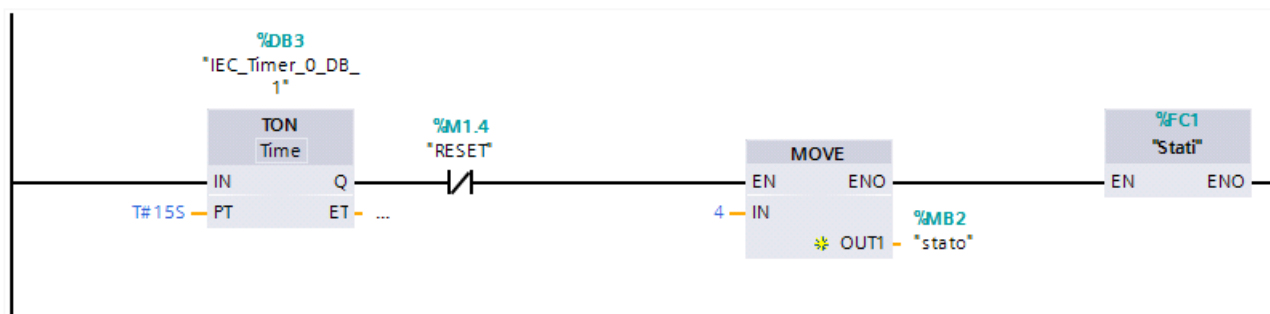 %DB3
"IEC_Timer_0_DB_
1"
TON
Time
IN Q
T#15S PT ET ...
%M1.4
"RESET"
MOVE
EN ENO
4 IN
OUT1
%MB2
"stato"
%FC1
"Stati"
EN ENO